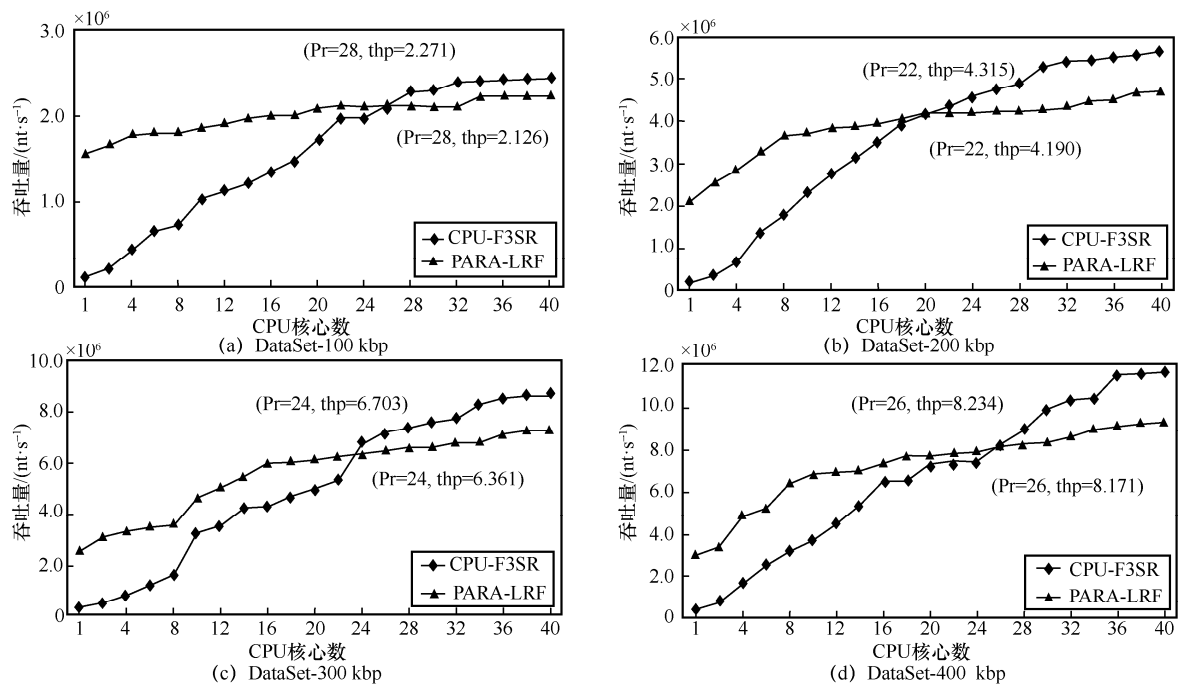 ×10⁶
3.0
2.0
1.0
0
吞吐量/(nt·s⁻¹)
(Pr=28, thp=2.271)
(Pr=28, thp=2.126)
CPU-F3SR
PARA-LRF
1 4 8 12 16 20 24 28 32 36 40
CPU核心数
(a) DataSet-100 kbp
×10⁶
6.0
5.0
4.0
3.0
2.0
1.0
0
吞吐量/(nt·s⁻¹)
(Pr=22, thp=4.315)
(Pr=22, thp=4.190)
CPU-F3SR
PARA-LRF
1 4 8 12 16 20 24 28 32 36 40
CPU核心数
(b) DataSet-200 kbp
×10⁶
10.0
8.0
6.0
4.0
2.0
0
吞吐量/(nt·s⁻¹)
(Pr=24, thp=6.703)
(Pr=24, thp=6.361)
CPU-F3SR
PARA-LRF
1 4 8 12 16 20 24 28 32 36 40
CPU核心数
(c) DataSet-300 kbp
×10⁶
12.0
10.0
8.0
6.0
4.0
2.0
0
吞吐量/(nt·s⁻¹)
(Pr=26, thp=8.234)
(Pr=26, thp=8.171)
CPU-F3SR
PARA-LRF
1 4 8 12 16 20 24 28 32 36 40
CPU核心数
(d) DataSet-400 kbp